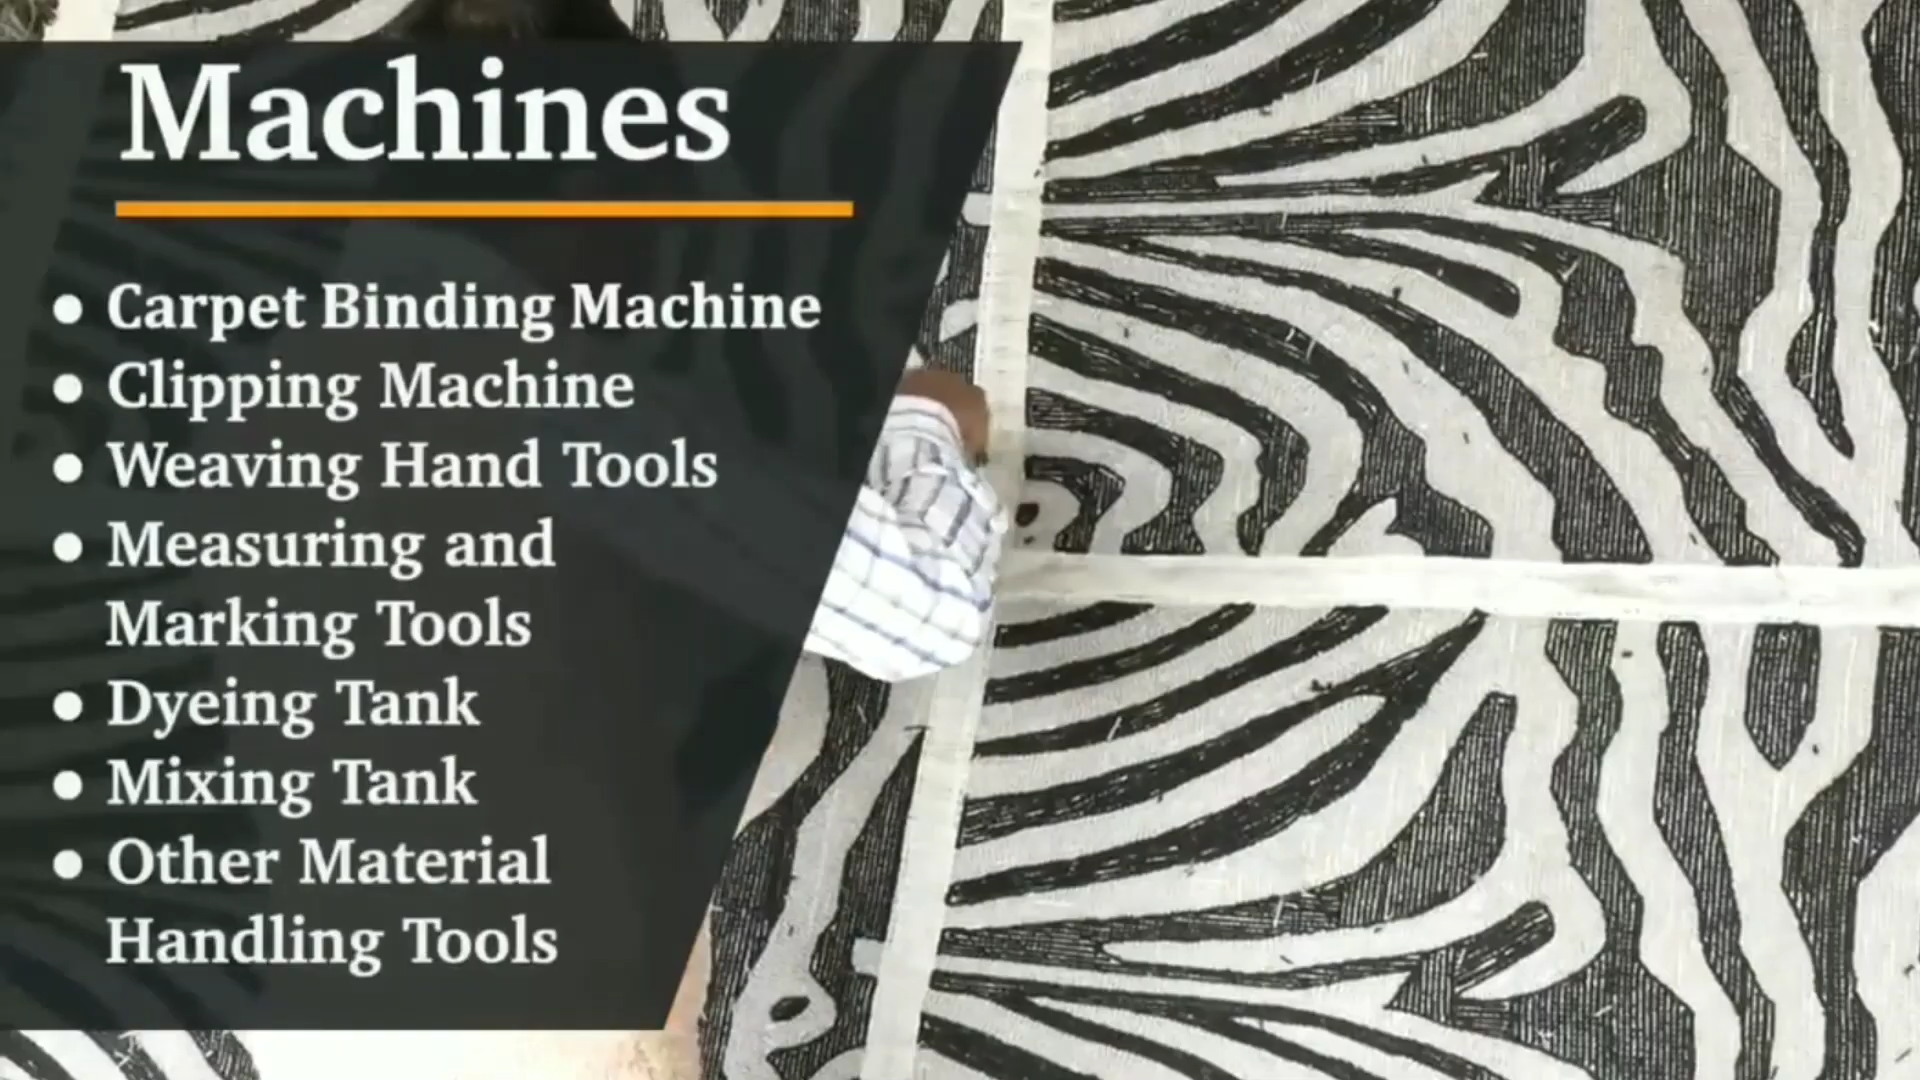 Machines
● Carpet Binding Machine
● Clipping Machine
● Weaving Hand Tools
● Measuring and
Marking Tools
● Dyeing Tank
● Mixing Tank
● Other Material
Handling Tools